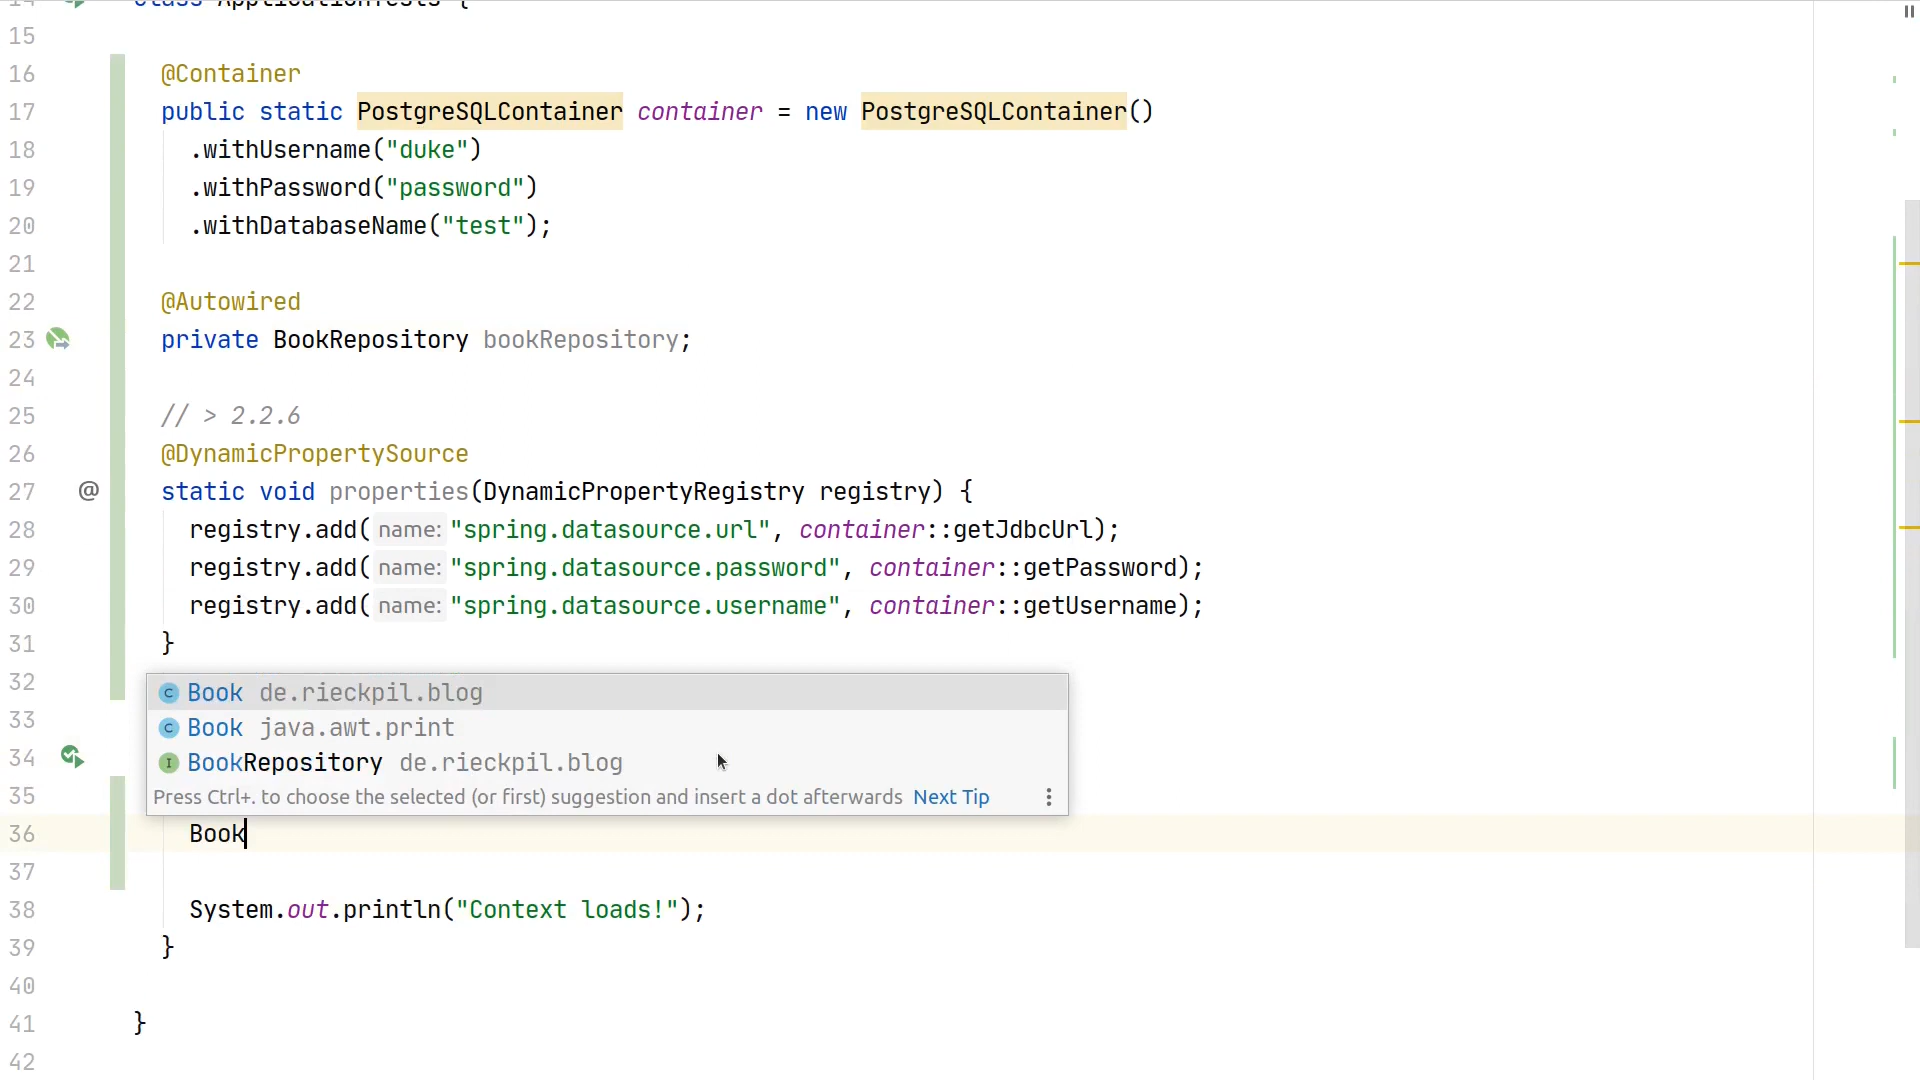 14 class ApplicationTests {
15
16 @Container
17 public static PostgreSQLContainer container = new PostgreSQLContainer()
18 .withUsername("duke")
19 .withPassword("password")
20 .withDatabaseName("test");
21
22 @Autowired
23 private BookRepository bookRepository;
24
25 // > 2.2.6
26 @DynamicPropertySource
27 @ static void properties(DynamicPropertyRegistry registry) {
28 registry.add( name: "spring.datasource.url", container::getJdbcUrl);
29 registry.add( name: "spring.datasource.password", container::getPassword);
30 registry.add( name: "spring.datasource.username", container::getUsername);
31 }
32 C Book de.rieckpil.blog
33 C Book java.awt.print
34 I BookRepository de.rieckpil.blog
35 Press Ctrl+. to choose the selected (or first) suggestion and insert a dot afterwards Next Tip
36 Book
37
38 System.out.println("Context loads!");
39 }
40
41 }
42